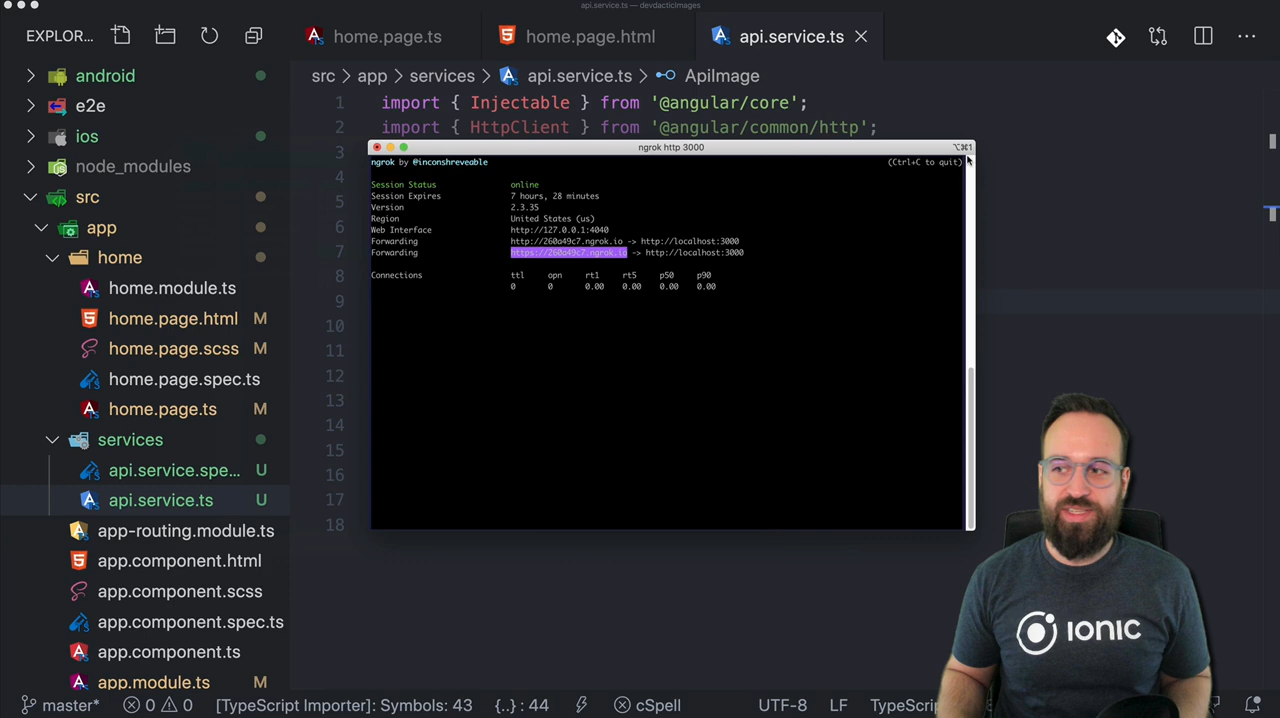 api.service.ts — devdacticImages
EXPLOR...
home.page.ts
home.page.html
api.service.ts
src > app > services > api.service.ts > ApiImage
android
e2e
ios
node_modules
src
app
home
home.module.ts
home.page.html M
home.page.scss M
home.page.spec.ts
home.page.ts M
services
api.service.spe... U
api.service.ts U
app-routing.module.ts
app.component.html
app.component.scss
app.component.spec.ts
app.component.ts
app.module.ts M
1 import { Injectable } from '@angular/core';
2 import { HttpClient } from '@angular/common/http';
3
4
5
6
7
8
9
10
11
12
13
14
15
16
17
18
ngrok http 3000 ⌥⌘1
ngrok by @inconshreveable (Ctrl+C to quit)
Session Status online
Session Expires 7 hours, 28 minutes
Version 2.3.35
Region United States (us)
Web Interface http://127.0.0.1:4040
Forwarding http://260a49c7.ngrok.io -> http://localhost:3000
Forwarding https://260a49c7.ngrok.io -> http://localhost:3000
Connections ttl opn rt1 rt5 p50 p90
0 0 0.00 0.00 0.00 0.00
IONIC
master* 0 0 [TypeScript Importer]: Symbols: 43 {..} : 44 cSpell UTF-8 LF TypeScrip